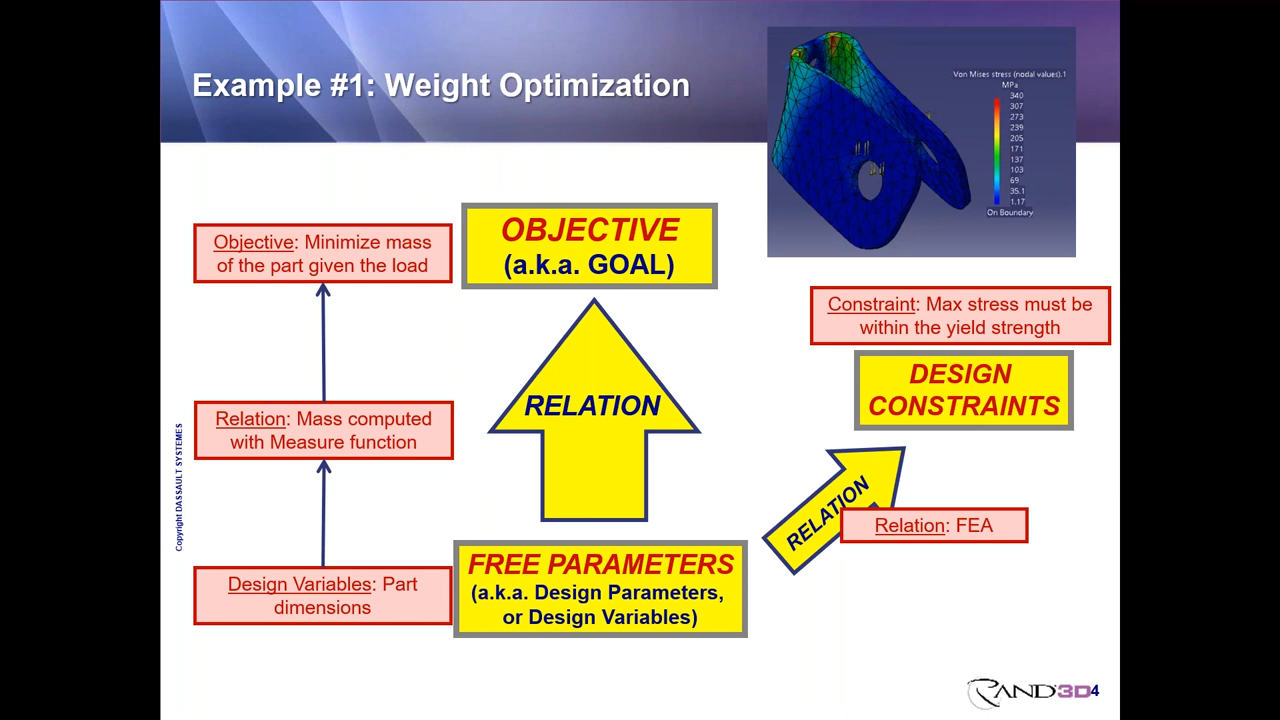 Example #1: Weight Optimization
Von Mises stress (nodal values).1
MPa
340
307
273
239
205
171
137
103
69
35.1
1.17
On Boundary
Objective: Minimize mass
of the part given the load
OBJECTIVE
(a.k.a. GOAL)
Constraint: Max stress must be
within the yield strength
DESIGN
CONSTRAINTS
RELATION
Relation: Mass computed
with Measure function
RELATION
Relation: FEA
Design Variables: Part
dimensions
FREE PARAMETERS
(a.k.a. Design Parameters,
or Design Variables)
Copyright DASSAULT SYSTEMES
RAND 3D
4